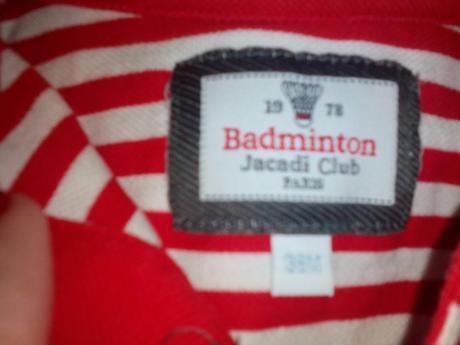 19 78
Badminton
Jacadi Club
PARIS
36M